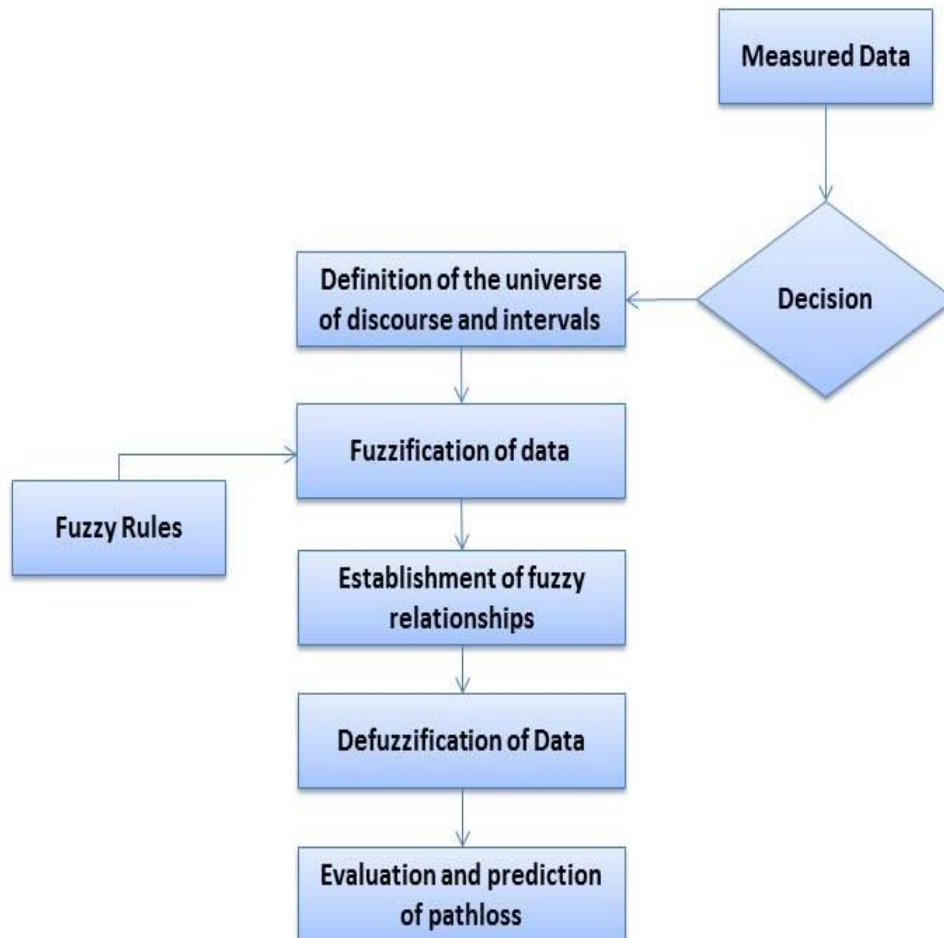 Measured Data
Decision
Definition of the universe
of discourse and intervals
Fuzzification of data
Fuzzy Rules
Establishment of fuzzy
relationships
Defuzzification of Data
Evaluation and prediction
of pathloss